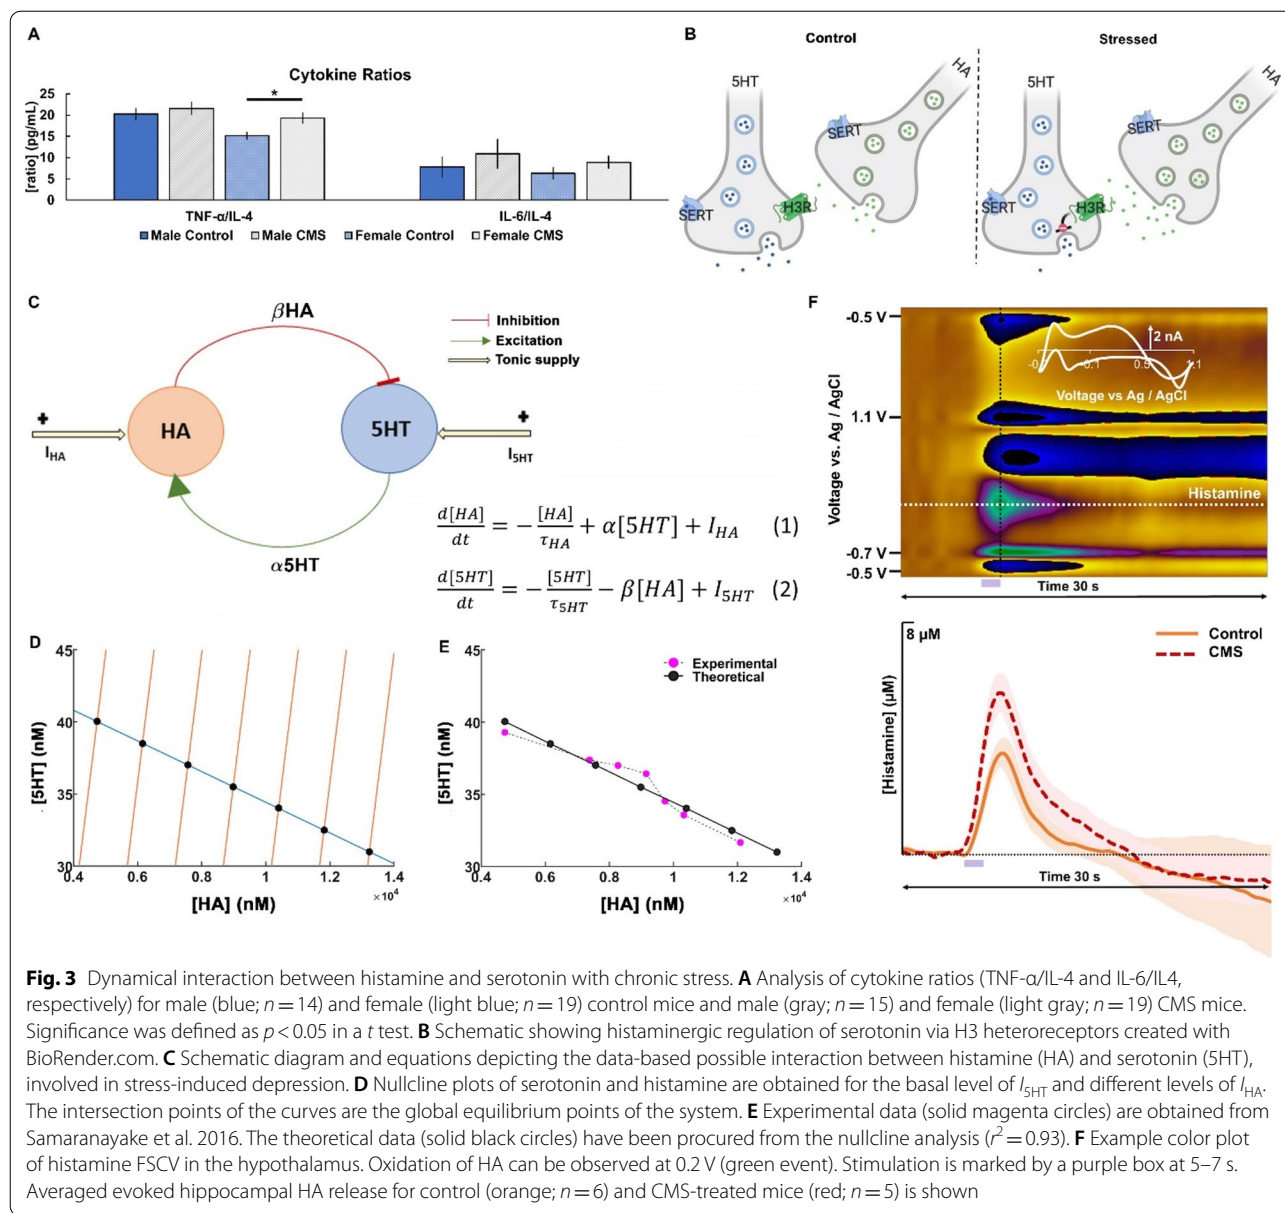 A
Cytokine Ratios
[ratio] (pg/mL)
25
20
15
10
5
0
*
TNF-α/IL-4
IL-6/IL-4
Male Control
Male CMS
Female Control
Female CMS
B
Control
Stressed
5HT
HA
SERT
SERT
H3R
5HT
HA
SERT
SERT
H3R
C
βHA
Inhibition
Excitation
Tonic supply
+
I_HA
HA
5HT
+
I_5HT
α5HT
d[HA]/dt = −[HA]/τ_HA + α[5HT] + I_HA (1)
d[5HT]/dt = −[5HT]/τ_5HT − β[HA] + I_5HT (2)
D
[5HT] (nM)
45
40
35
30
0.4 0.6 0.8 1 1.2 1.4
×10⁴
[HA] (nM)
E
Experimental
Theoretical
[5HT] (nM)
45
40
35
30
0.4 0.6 0.8 1 1.2 1.4
×10⁴
[HA] (nM)
F
Voltage vs. Ag / AgCl
-0.5 V
1.1 V
-0.7 V
-0.5 V
2 nA
0.1 0.5 1.1
Voltage vs Ag / AgCl
Histamine
Time 30 s
8 µM
Control
CMS
[Histamine] (µM)
Time 30 s
Fig. 3 Dynamical interaction between histamine and serotonin with chronic stress. A Analysis of cytokine ratios (TNF-α/IL-4 and IL-6/IL4,
respectively) for male (blue; n = 14) and female (light blue; n = 19) control mice and male (gray; n = 15) and female (light gray; n = 19) CMS mice.
Significance was defined as p < 0.05 in a t test. B Schematic showing histaminergic regulation of serotonin via H3 heteroreceptors created with
BioRender.com. C Schematic diagram and equations depicting the data-based possible interaction between histamine (HA) and serotonin (5HT),
involved in stress-induced depression. D Nullcline plots of serotonin and histamine are obtained for the basal level of I_5HT and different levels of I_HA.
The intersection points of the curves are the global equilibrium points of the system. E Experimental data (solid magenta circles) are obtained from
Samaranayake et al. 2016. The theoretical data (solid black circles) have been procured from the nullcline analysis (r² = 0.93). F Example color plot
of histamine FSCV in the hypothalamus. Oxidation of HA can be observed at 0.2 V (green event). Stimulation is marked by a purple box at 5–7 s.
Averaged evoked hippocampal HA release for control (orange; n = 6) and CMS-treated mice (red; n = 5) is shown